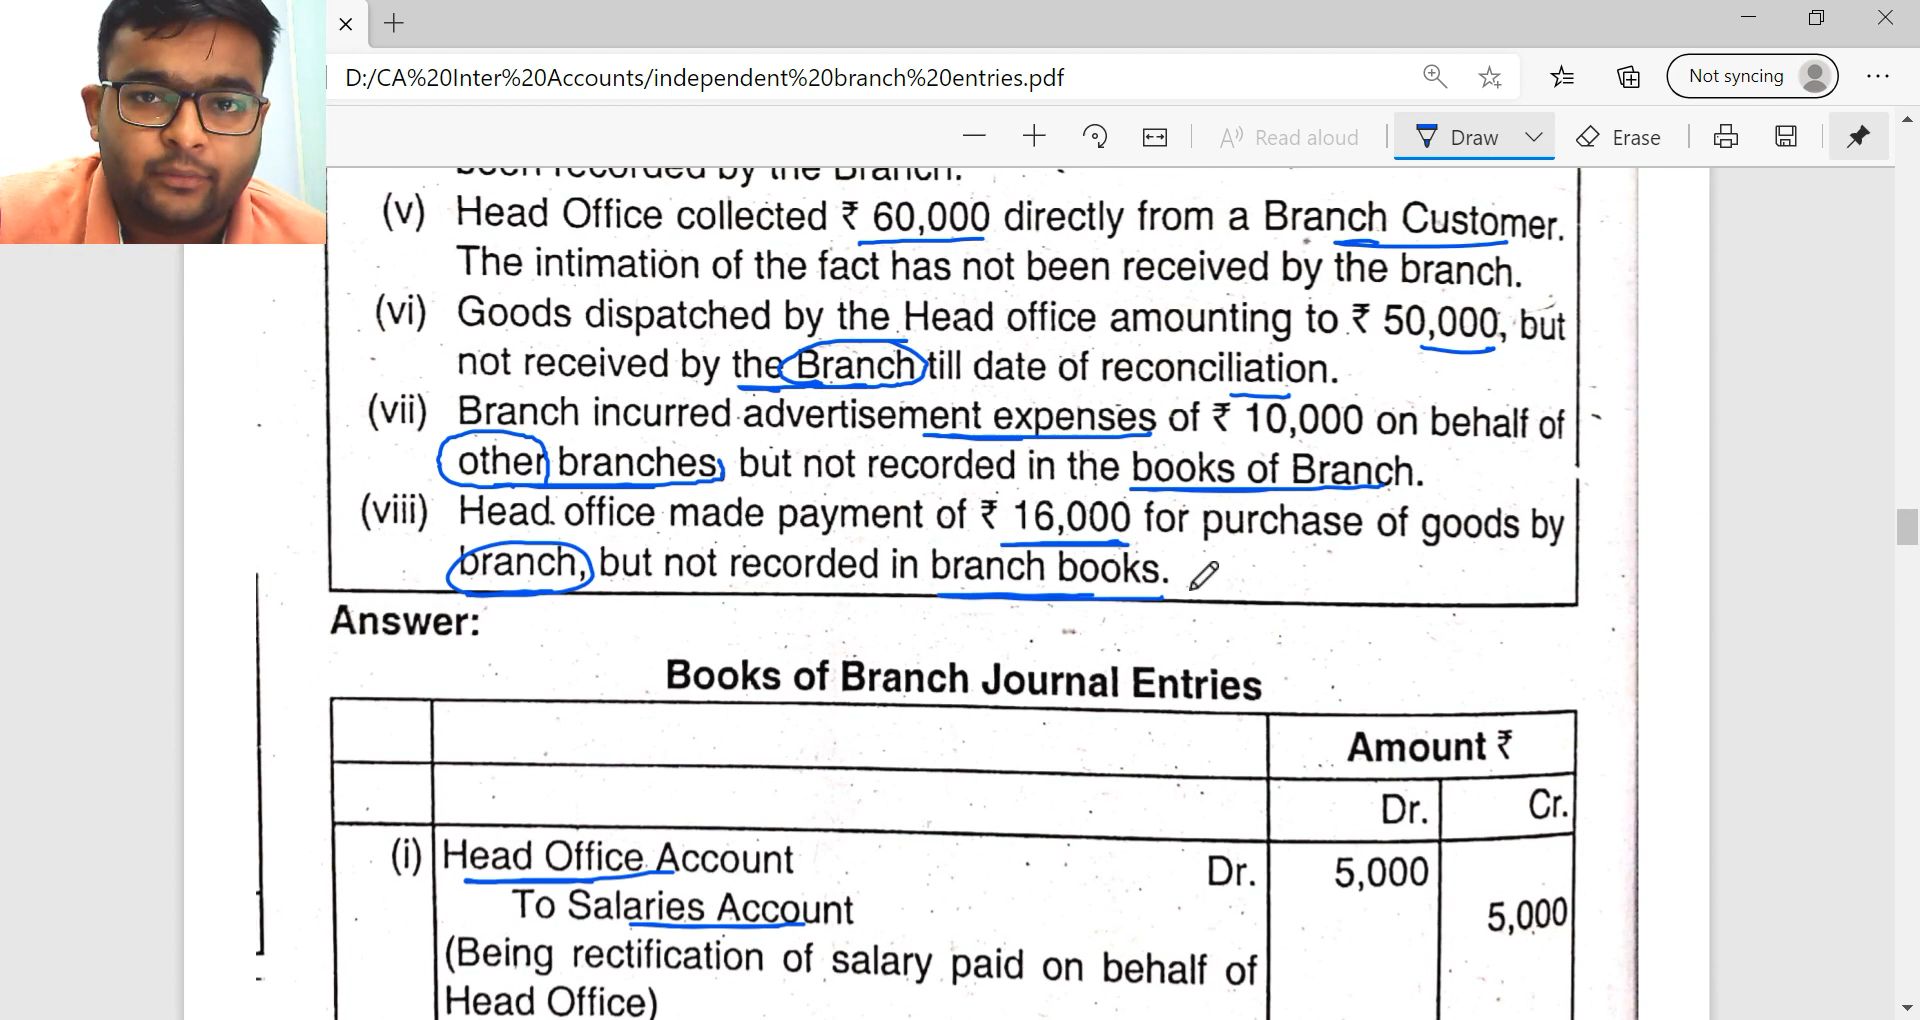 D:/CA%20Inter%20Accounts/independent%20branch%20entries.pdf
Not syncing
Read aloud
Draw
Erase
been recorded by the Branch.
(v) Head Office collected ₹ 60,000 directly from a Branch Customer.
The intimation of the fact has not been received by the branch.
(vi) Goods dispatched by the Head office amounting to ₹ 50,000, but
not received by the Branch till date of reconciliation.
(vii) Branch incurred advertisement expenses of ₹ 10,000 on behalf of
other branches, but not recorded in the books of Branch.
(viii) Head office made payment of ₹ 16,000 for purchase of goods by
branch, but not recorded in branch books.
Answer:
Books of Branch Journal Entries
Amount ₹
Dr. Cr.
(i) Head Office Account Dr. 5,000
To Salaries Account 5,000
(Being rectification of salary paid on behalf of
Head Office)